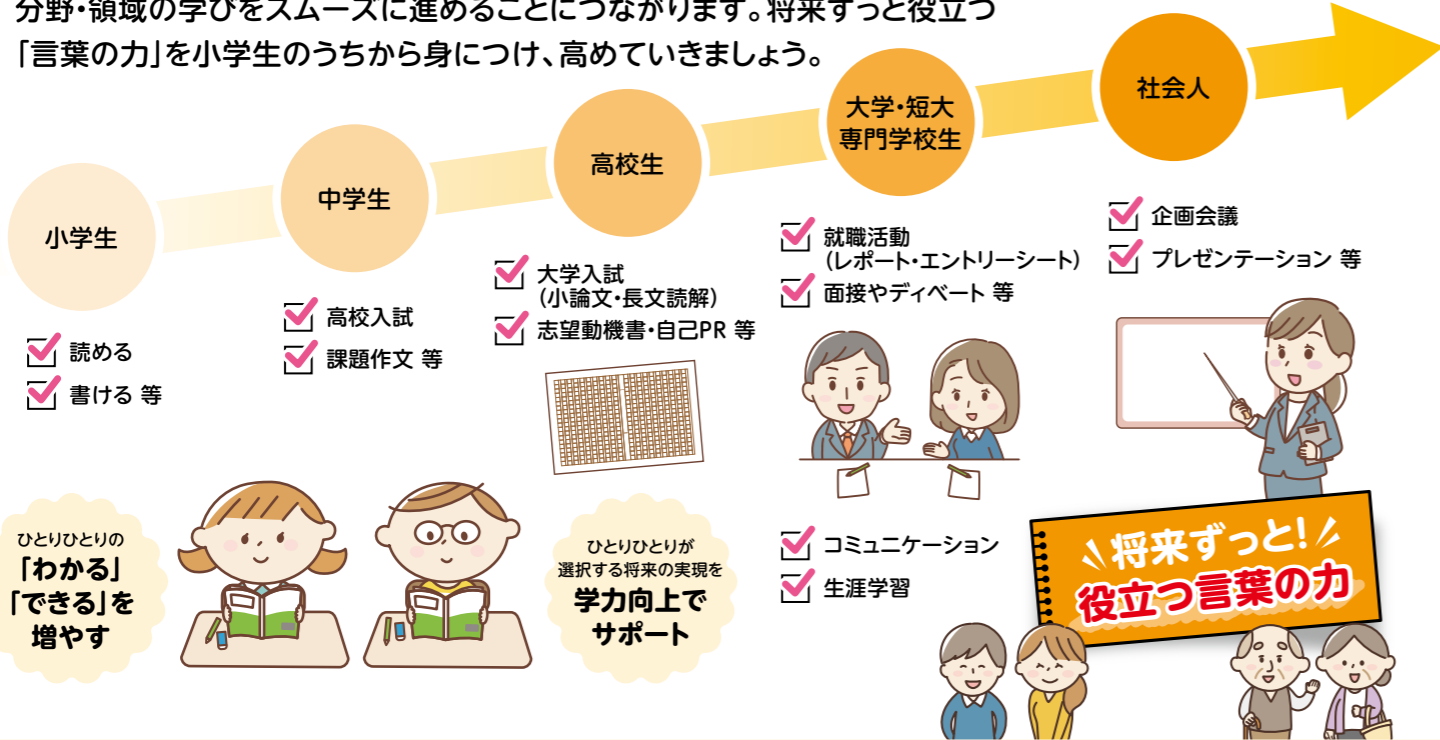 分野・領域の学びをスムーズに進めることにつながります。将来ずっと役立つ
「言葉の力」を小学生のうちから身につけ、高めていきましょう。
小学生
読める
書ける 等
中学生
高校入試
課題作文 等
高校生
大学入試
(小論文・長文読解)
志望動機書・自己PR 等
大学・短大
専門学校生
就職活動
(レポート・エントリーシート)
面接やディベート 等
社会人
企画会議
プレゼンテーション 等
コミュニケーション
生涯学習
ひとりひとりの
「わかる」
「できる」を
増やす
ひとりひとりが
選択する将来の実現を
学力向上で
サポート
将来ずっと!
役立つ言葉の力